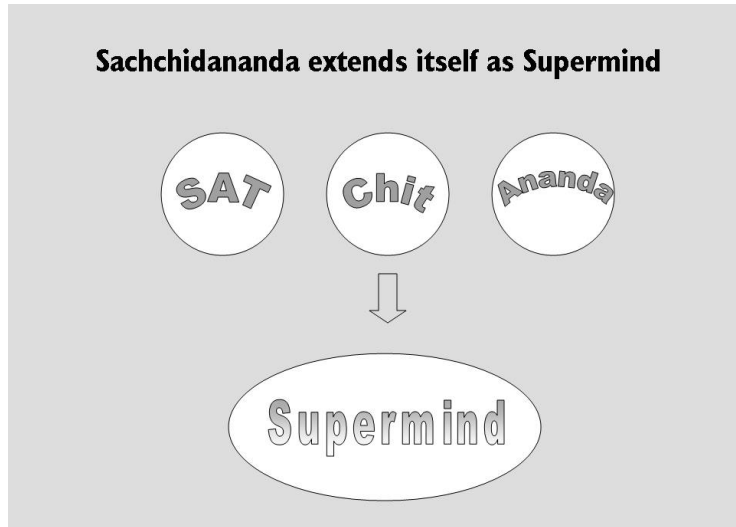 Sachchidananda extends itself as Supermind
SAT Chit Ananda
Supermind